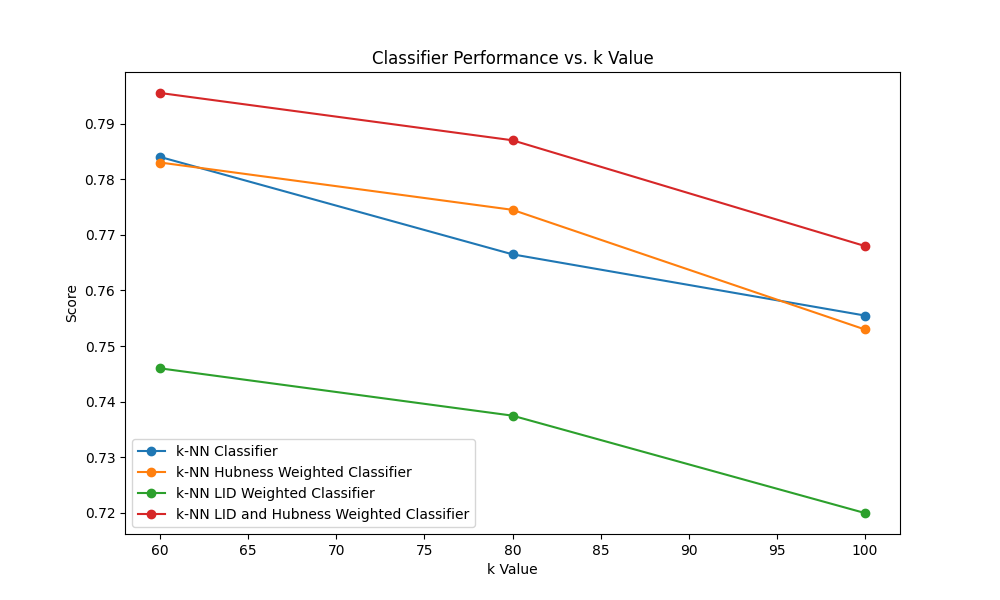 Classifier Performance vs. k Value
Score
0.79
0.78
0.77
0.76
0.75
0.74
0.73
0.72
k-NN Classifier
k-NN Hubness Weighted Classifier
k-NN LID Weighted Classifier
k-NN LID and Hubness Weighted Classifier
60 65 70 75 80 85 90 95 100
k Value